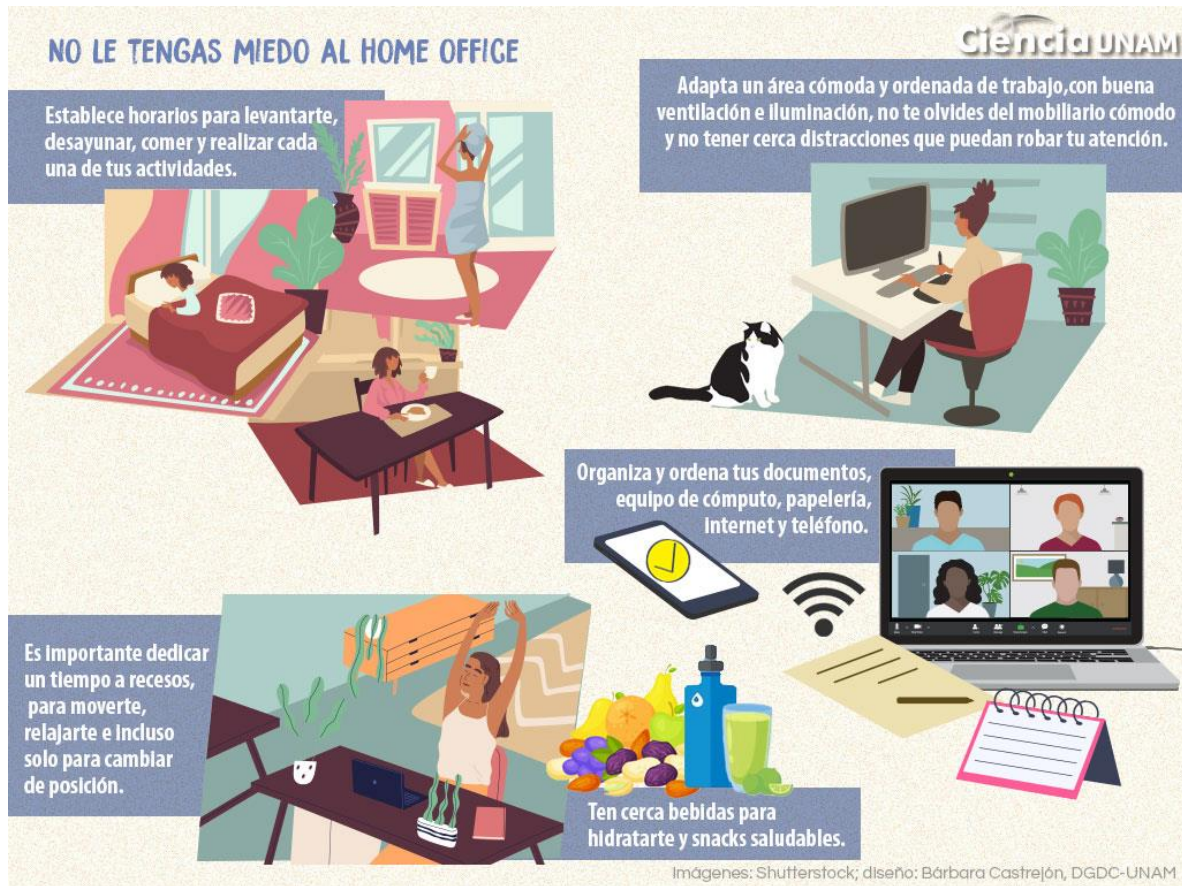 NO LE TENGAS MIEDO AL HOME OFFICE
Ciencia UNAM
Establece horarios para levantarte,
desayunar, comer y realizar cada
una de tus actividades.
Adapta un área cómoda y ordenada de trabajo,con buena
ventilación e iluminación, no te olvides del mobiliario cómodo
y no tener cerca distracciones que puedan robar tu atención.
Organiza y ordena tus documentos,
equipo de cómputo, papelería,
internet y teléfono.
Es importante dedicar
un tiempo a recesos,
para moverte,
relajarte e incluso
solo para cambiar
de posición.
Ten cerca bebidas para
hidratarte y snacks saludables.
Imágenes: Shutterstock; diseño: Bárbara Castrejón, DGDC-UNAM